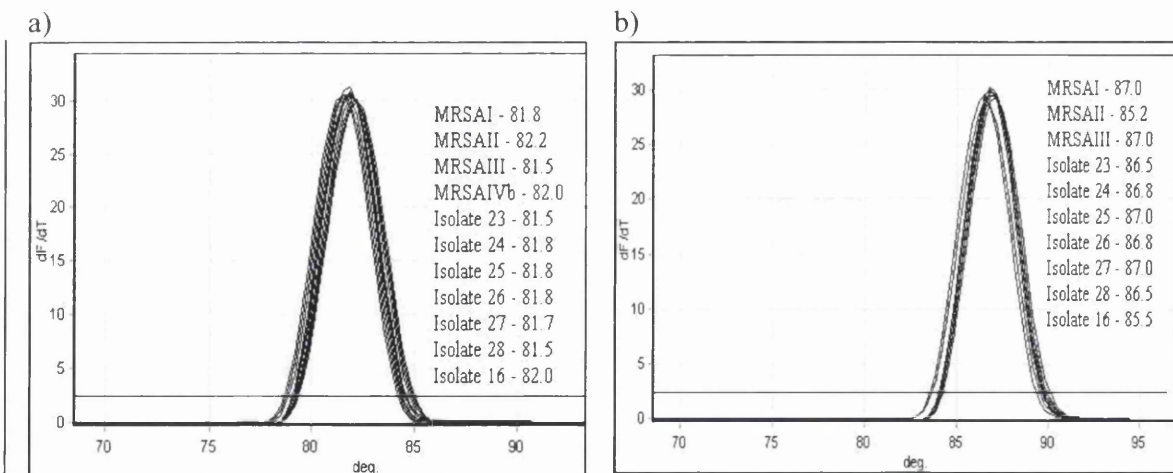 a)
30
25
20
15
10
5
0
dF/dT
70
75
80
85
90
deg.
MRSAI - 81.8
MRSAII - 82.2
MRSAIII - 81.5
MRSAIVb - 82.0
Isolate 23 - 81.5
Isolate 24 - 81.8
Isolate 25 - 81.8
Isolate 26 - 81.8
Isolate 27 - 81.7
Isolate 28 - 81.5
Isolate 16 - 82.0
b)
30
25
20
15
10
5
0
dF/dT
70
75
80
85
90
95
deg.
MRSAI - 87.0
MRSAII - 85.2
MRSAIII - 87.0
Isolate 23 - 86.5
Isolate 24 - 86.8
Isolate 25 - 87.0
Isolate 26 - 86.8
Isolate 27 - 87.0
Isolate 28 - 86.5
Isolate 16 - 85.5